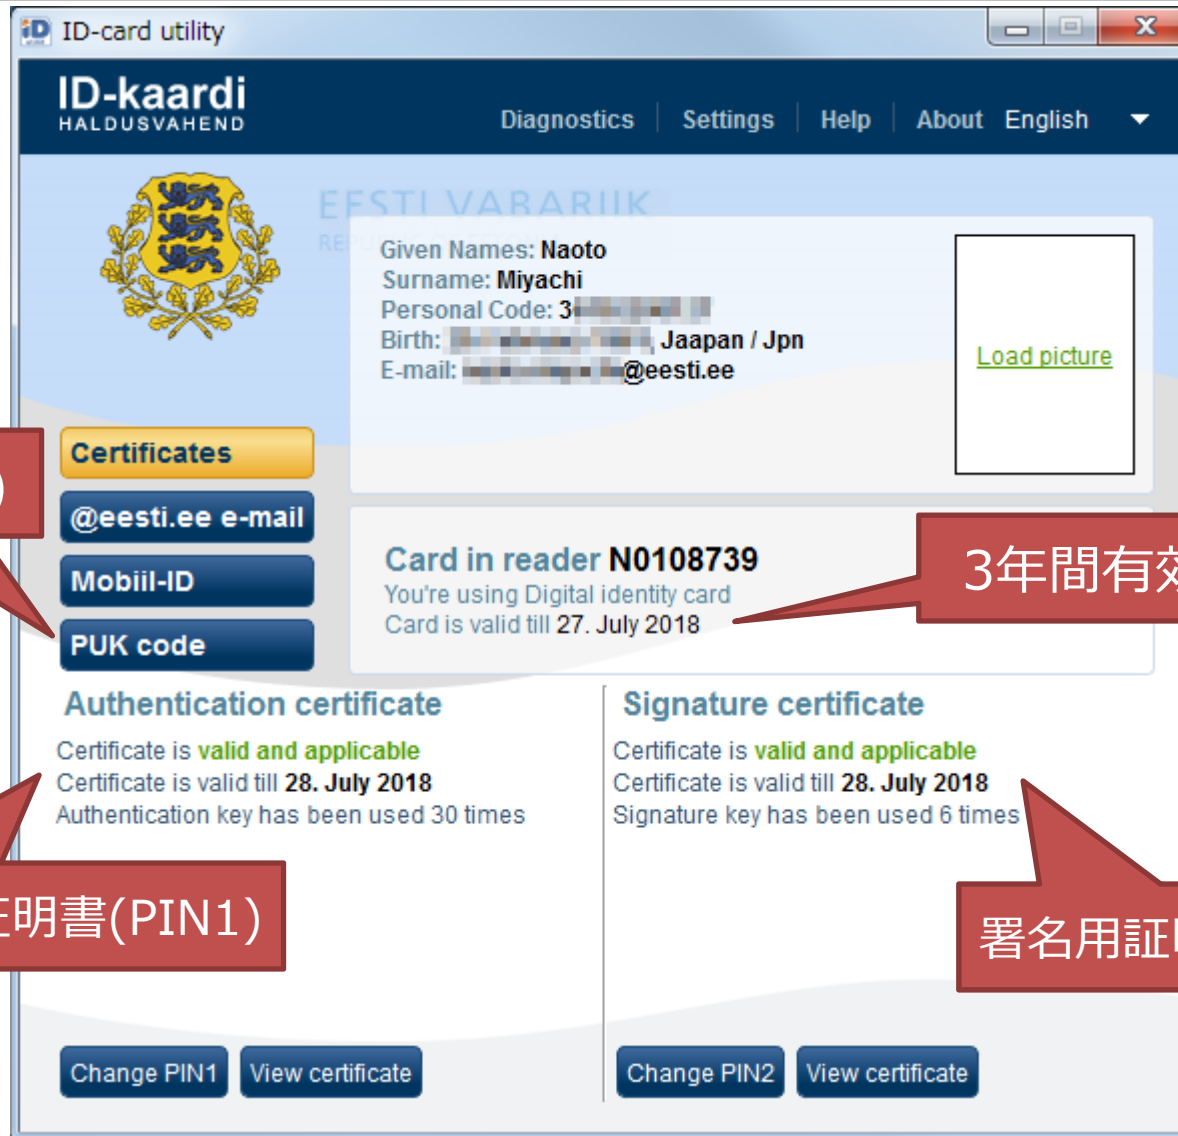 ID-card utility
ID-kaardi
HALDUSVAHEND
Diagnostics Settings Help About English
EESTI VABARIIK
Given Names: Naoto
Surname: Miyachi
Personal Code: 3
Birth: , Jaapan / Jpn
E-mail: @eesti.ee
Load picture
Certificates
)
@eesti.ee e-mail
Mobiil-ID
PUK code
Card in reader N0108739
You're using Digital identity card
Card is valid till 27. July 2018
3年間有効
Authentication certificate
Certificate is valid and applicable
Certificate is valid till 28. July 2018
Authentication key has been used 30 times
Signature certificate
Certificate is valid and applicable
Certificate is valid till 28. July 2018
Signature key has been used 6 times
証明書(PIN1)
署名用証明
Change PIN1
View certificate
Change PIN2
View certificate